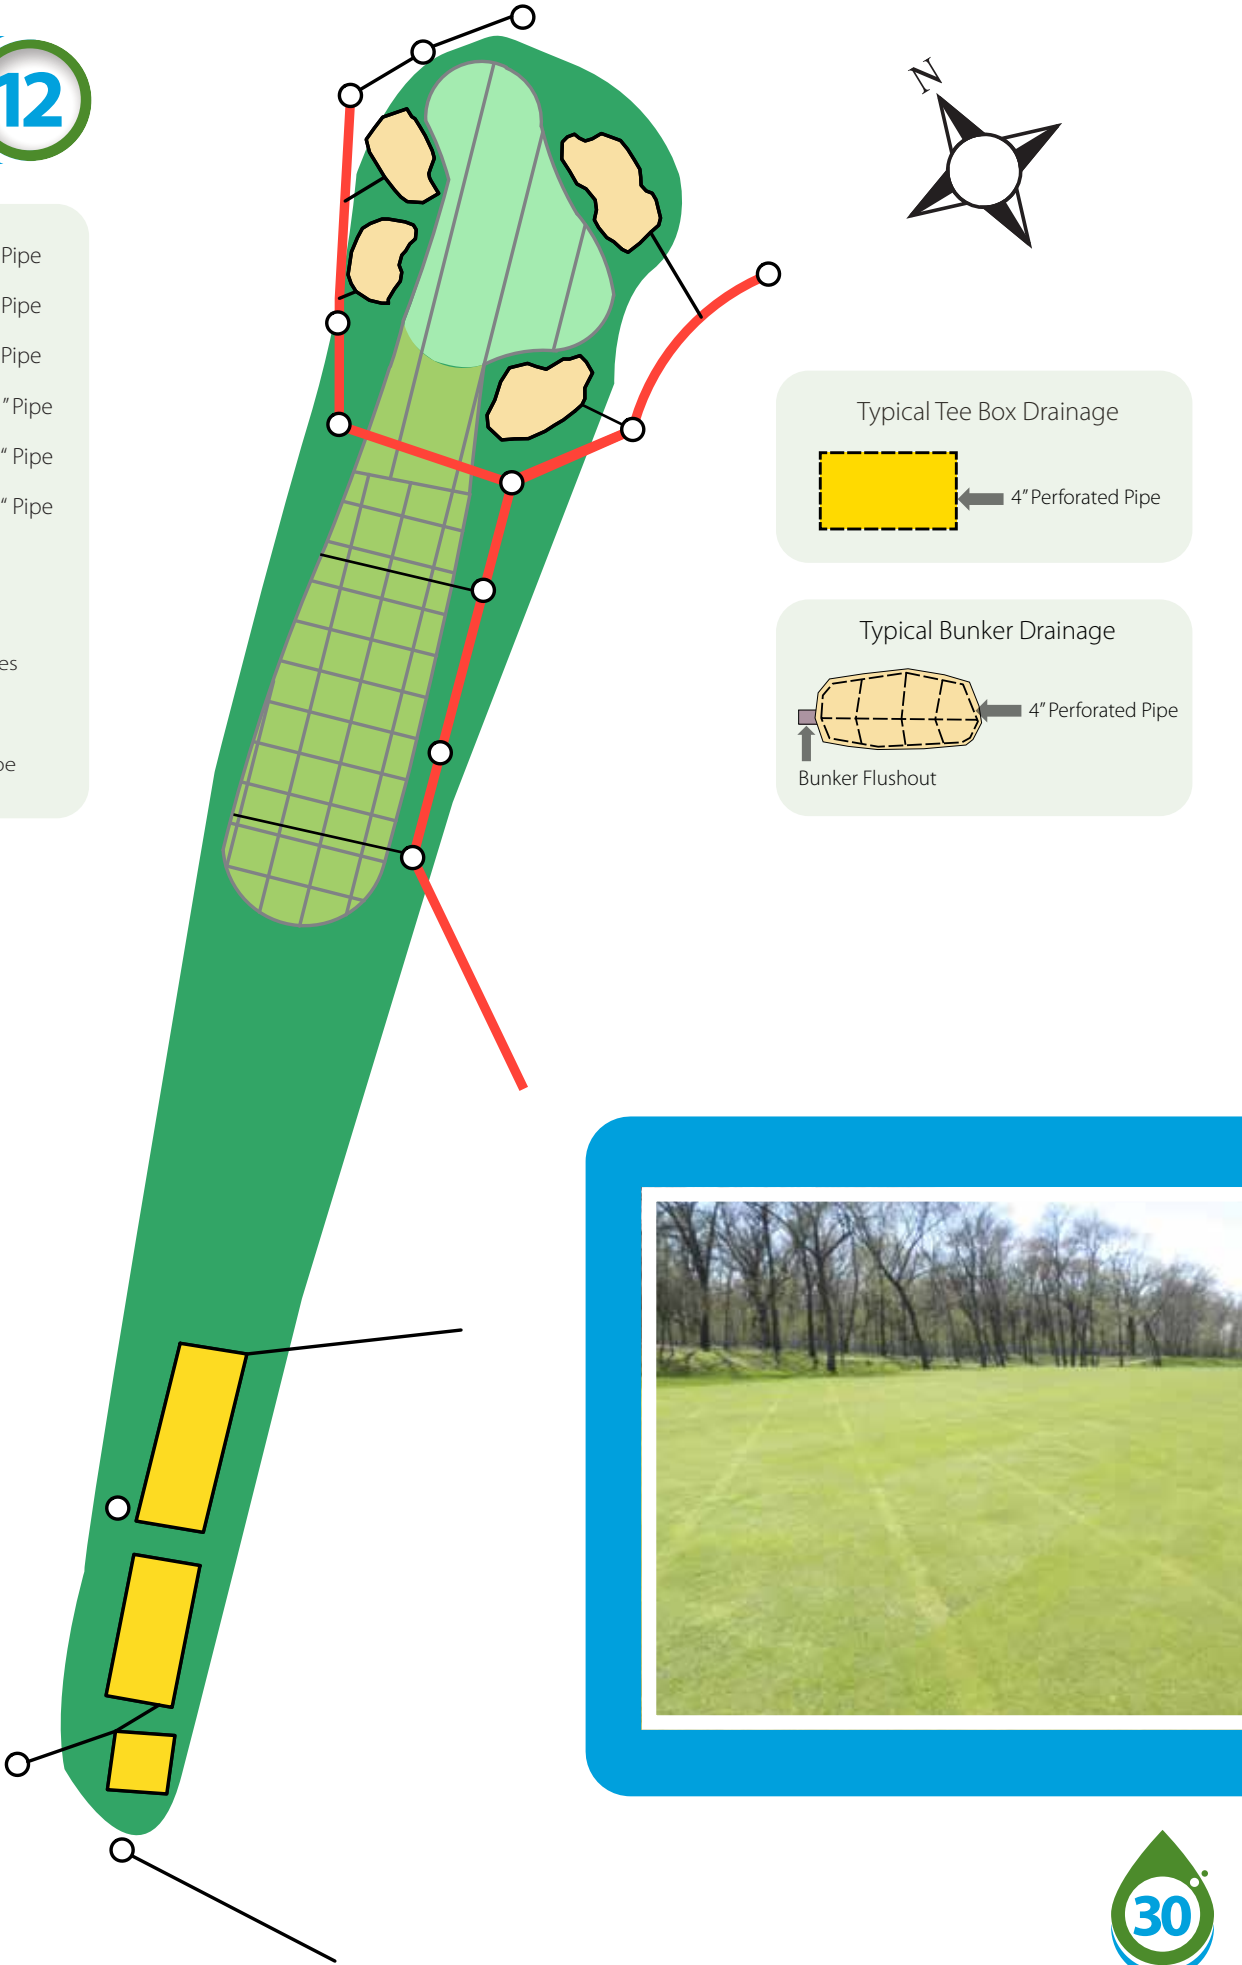 12
Pipe
Pipe
Pipe
" Pipe
“ Pipe
“ Pipe
es
pe
N
Typical Tee Box Drainage
4" Perforated Pipe
Typical Bunker Drainage
4" Perforated Pipe
Bunker Flushout
30